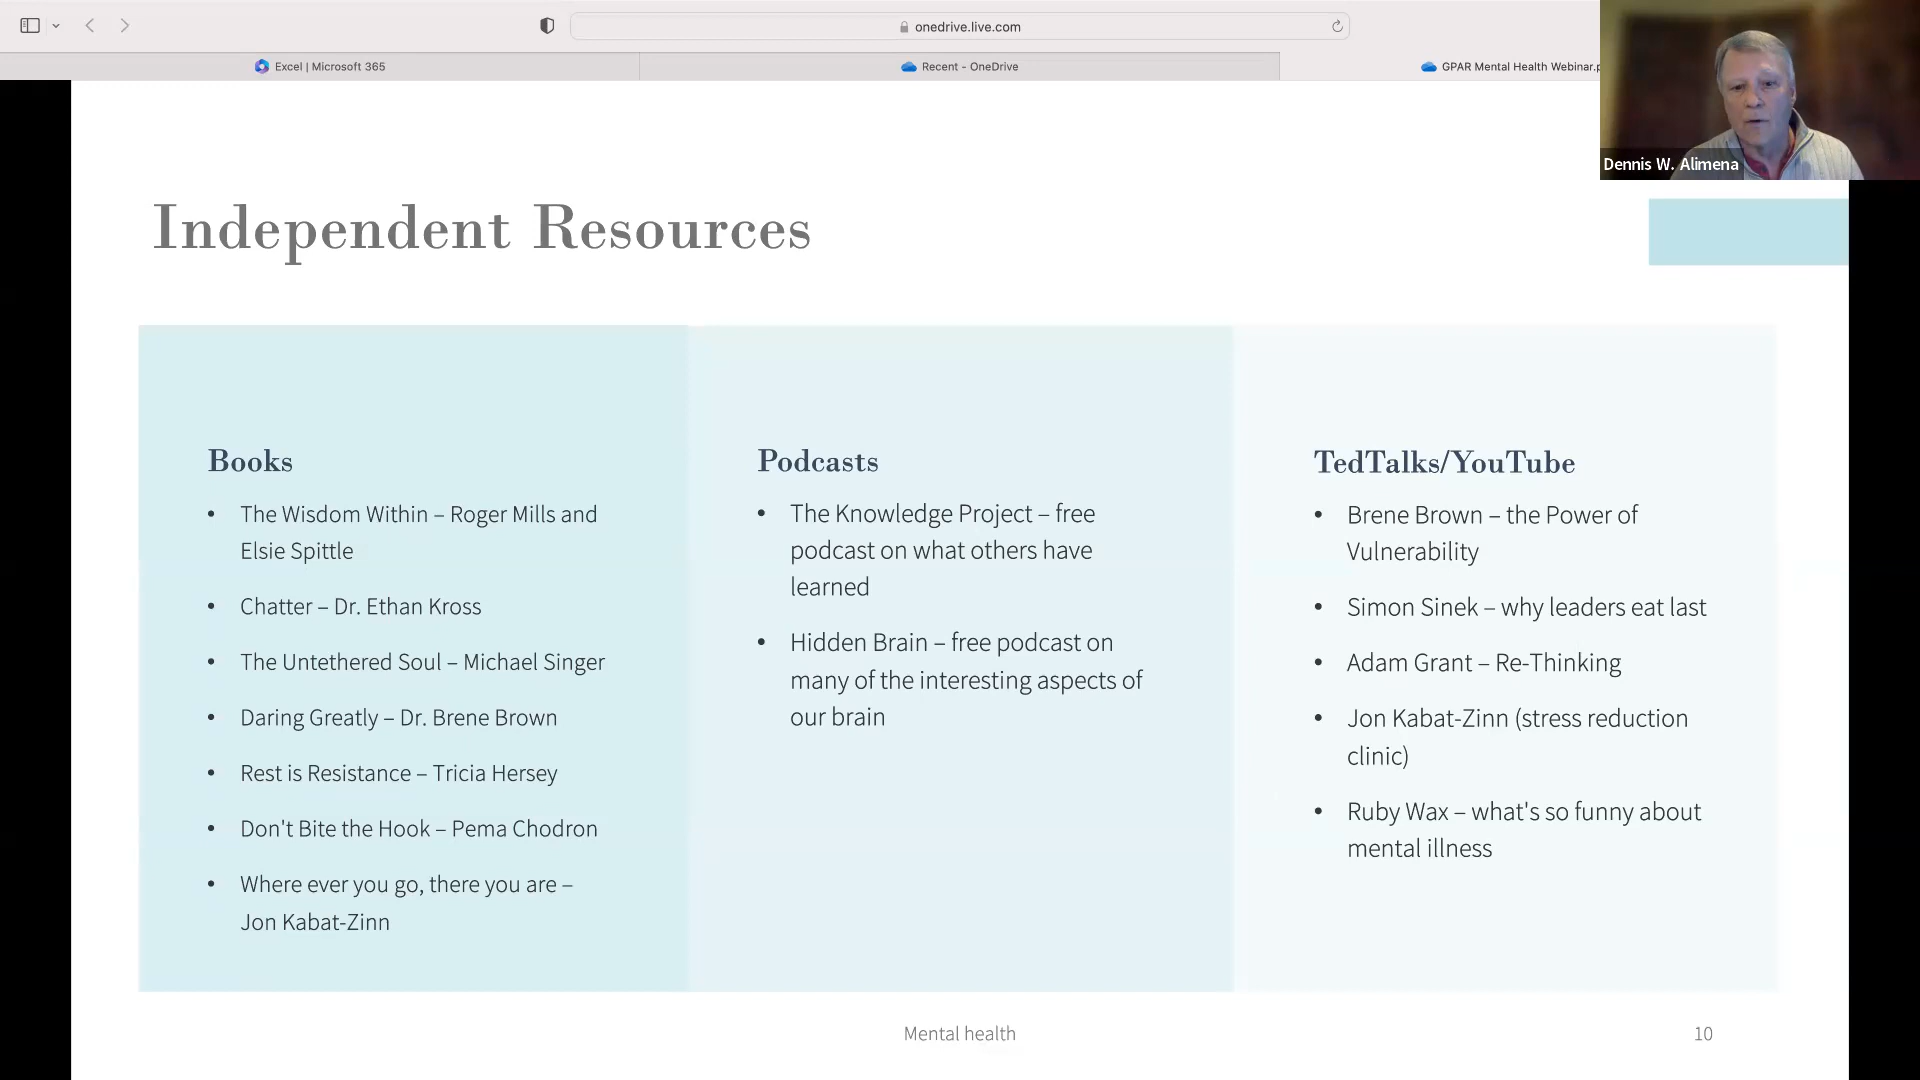 onedrive.live.com
Excel | Microsoft 365
Recent - OneDrive
GPAR Mental Health Webinar.p
Dennis W. Alimena
Independent Resources
Books
• The Wisdom Within – Roger Mills and
Elsie Spittle
• Chatter – Dr. Ethan Kross
• The Untethered Soul – Michael Singer
• Daring Greatly – Dr. Brene Brown
• Rest is Resistance – Tricia Hersey
• Don't Bite the Hook – Pema Chodron
• Where ever you go, there you are –
Jon Kabat-Zinn
Podcasts
• The Knowledge Project – free
podcast on what others have
learned
• Hidden Brain – free podcast on
many of the interesting aspects of
our brain
TedTalks/YouTube
• Brene Brown – the Power of
Vulnerability
• Simon Sinek – why leaders eat last
• Adam Grant – Re-Thinking
• Jon Kabat-Zinn (stress reduction
clinic)
• Ruby Wax – what's so funny about
mental illness
Mental health
10